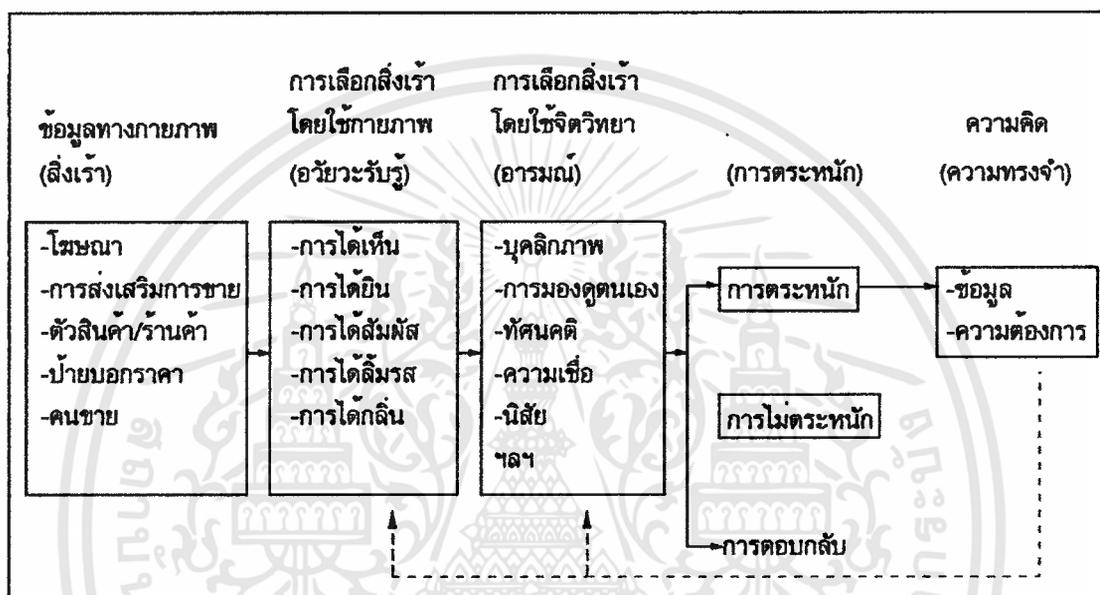 ข้อมูลทางกายภาพ
(สิ่งเร้า)
การเลือกสิ่งเร้า
โดยใช้กายภาพ
(อวัยวะรับรู้)
การเลือกสิ่งเร้า
โดยใช้จิตวิทยา
(อารมณ์)
(การตระหนัก)
ความคิด
(ความทรงจำ)
-โฆษณา
-การส่งเสริมการขาย
-ตัวสินค้า/ร้านค้า
-ป้ายบอกราคา
-คนขาย
-การได้เห็น
-การได้ยิน
-การได้สัมผัส
-การได้ลิ้มรส
-การได้กลิ่น
-บุคลิกภาพ
-การมองดูตนเอง
-ทัศนคติ
-ความเชื่อ
-นิสัย
ฯลฯ
การตระหนัก
การไม่ตระหนัก
การตอบกลับ
-ข้อมูล
-ความต้องการ